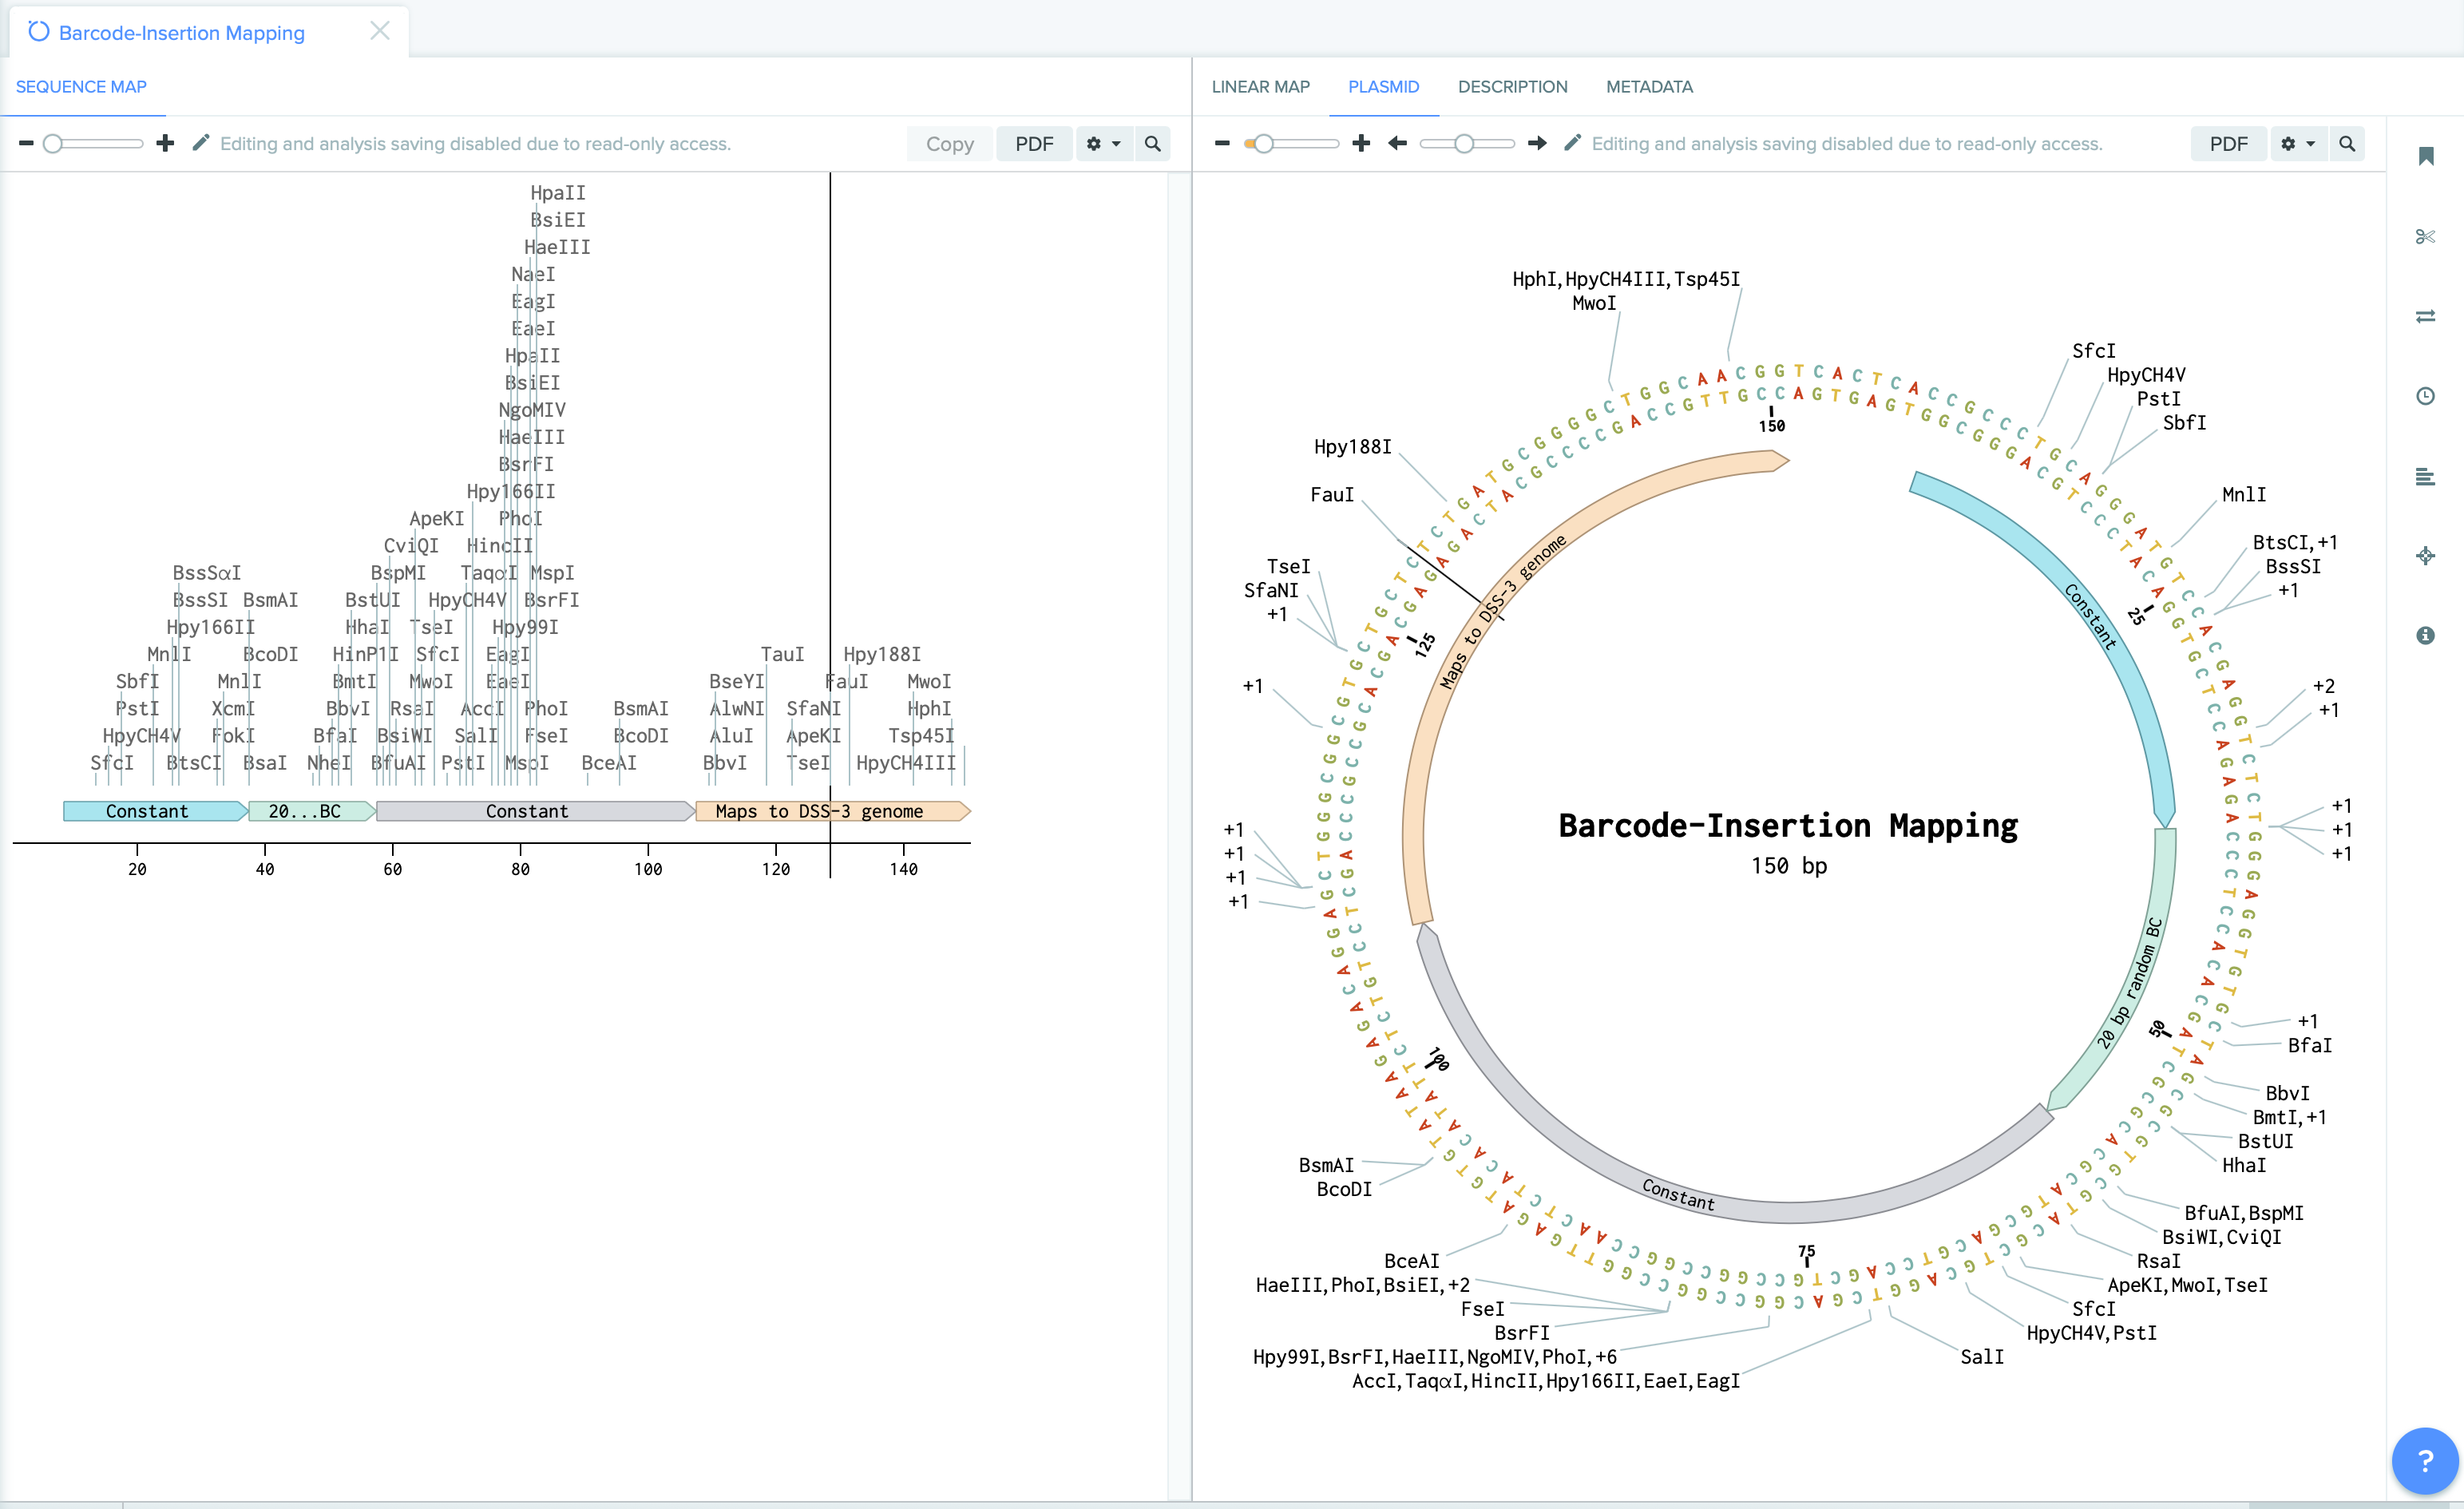 Barcode-Insertion Mapping
SEQUENCE MAP
Editing and analysis saving disabled due to read-only access.
Copy PDF
HpaII
BsiEI
HaeIII
NaeI
EagI
EaeI
HpaII
BsiEI
NgoMIV
HaeIII
BsrFI
Hpy166II
ApeKI PhoI
CviQI HincII
BssSαI BspMI TaqαI MspI
BssSI BsmAI BstUI HpyCH4V BsrFI
Hpy166II HhaI TseI Hpy99I
MnlI BcoDI HinP1I SfcI EagI TauI Hpy188I
SbfI MnlI BmtI MwoI EaeI BseYI FauI MwoI
PstI XcmI BbvI RsaI AccI PhoI BsmAI AlwNI SfaNI HphI
HpyCH4V FokI BfaI BsiWI SalI FseI BcoDI AluI ApeKI Tsp45I
SfcI BtsCI BsaI NheI BfuAI PstI MspI BceAI BbvI TseI HpyCH4III
Constant 20...BC Constant Maps to DSS-3 genome
20 40 60 80 100 120 140
LINEAR MAP PLASMID DESCRIPTION METADATA
Editing and analysis saving disabled due to read-only access.
PDF
HphI,HpyCH4III,Tsp45I
MwoI
SfcI
HpyCH4V
PstI
SbfI
Hpy188I
FauI
MnlI
BtsCI,+1
BssSI
+1
TseI
SfaNI
+1
+1
+2
+1
+1
+1
+1
+1
+1
+1
+1
+1
BfaI
BbvI
BmtI,+1
BstUI
HhaI
BsmAI
BcoDI
BfuAI,BspMI
BsiWI,CviQI
RsaI
ApeKI,MwoI,TseI
SfcI
HpyCH4V,PstI
SalI
BceAI
HaeIII,PhoI,BsiEI,+2
FseI
BsrFI
Hpy99I,BsrFI,HaeIII,NgoMIV,PhoI,+6
AccI,TaqαI,HincII,Hpy166II,EaeI,EagI
150
25
50
75
100
125
Constant
20 bp random BC
Constant
Maps to DSS-3 genome
Barcode-Insertion Mapping
150 bp
?